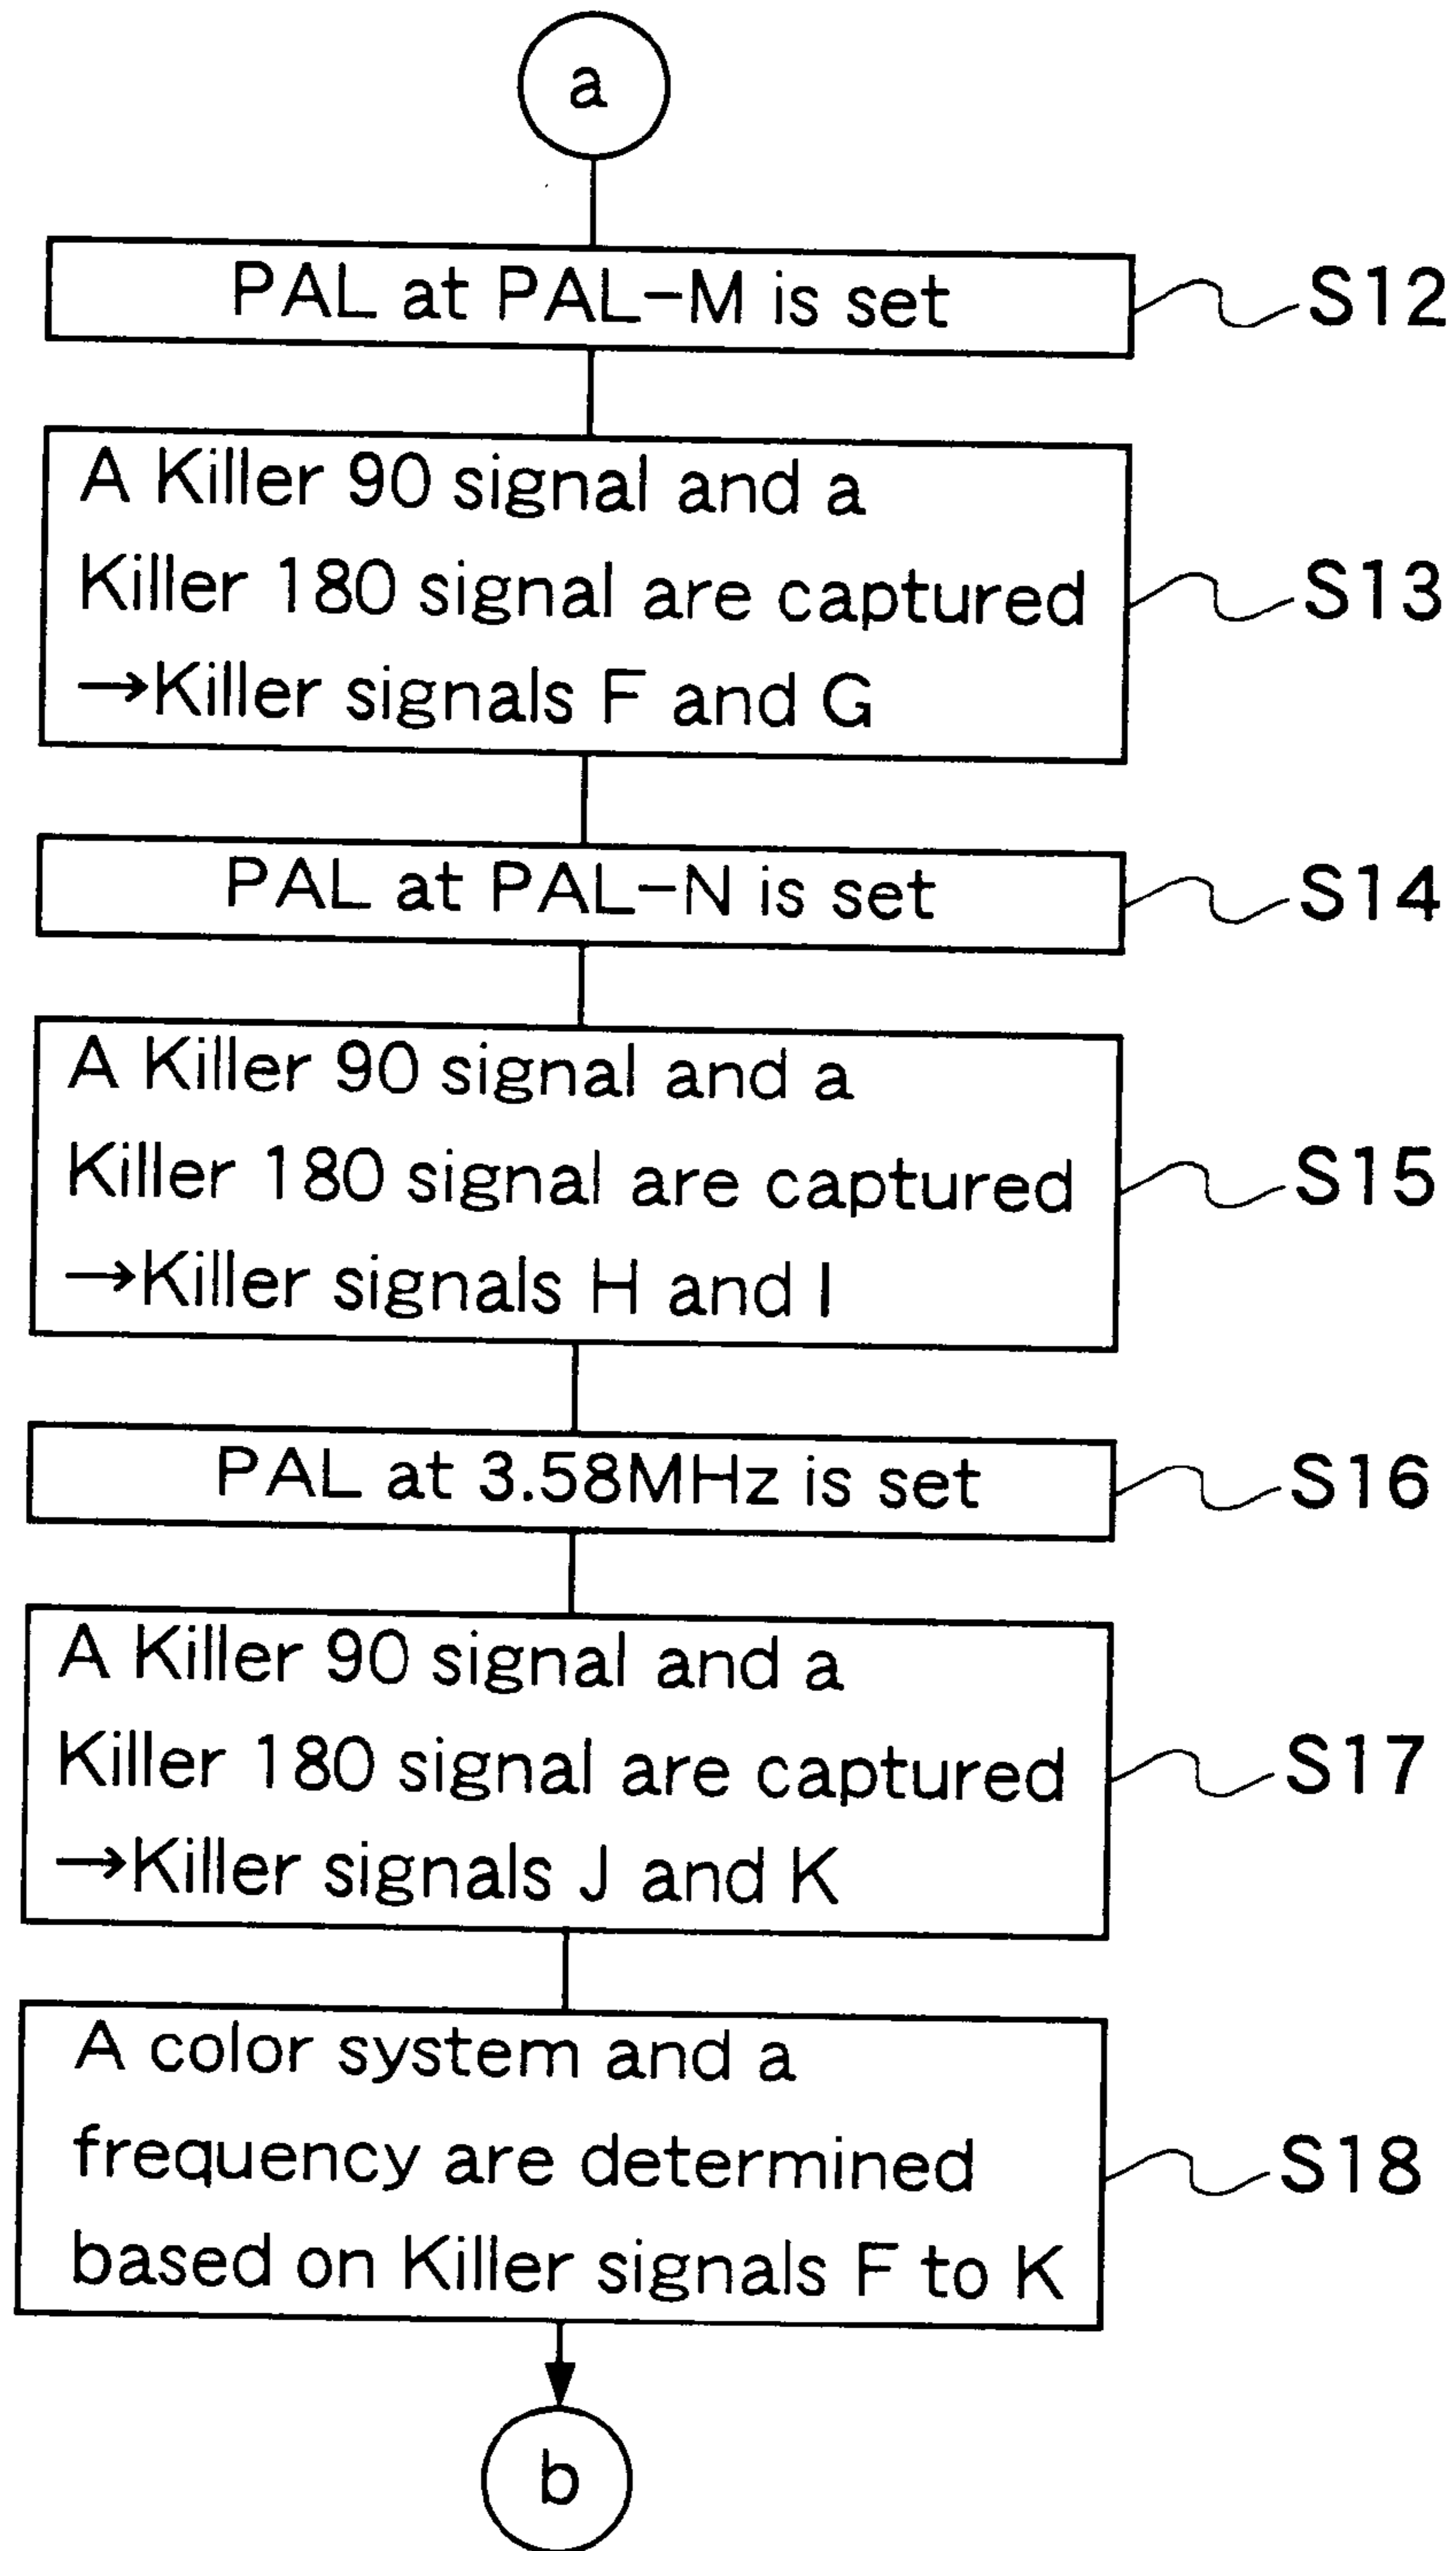 a
PAL at PAL-M is set
S12
A Killer 90 signal and a
Killer 180 signal are captured
→Killer signals F and G
S13
PAL at PAL-N is set
S14
A Killer 90 signal and a
Killer 180 signal are captured
→Killer signals H and I
S15
PAL at 3.58MHz is set
S16
A Killer 90 signal and a
Killer 180 signal are captured
→Killer signals J and K
S17
A color system and a
frequency are determined
based on Killer signals F to K
S18
b